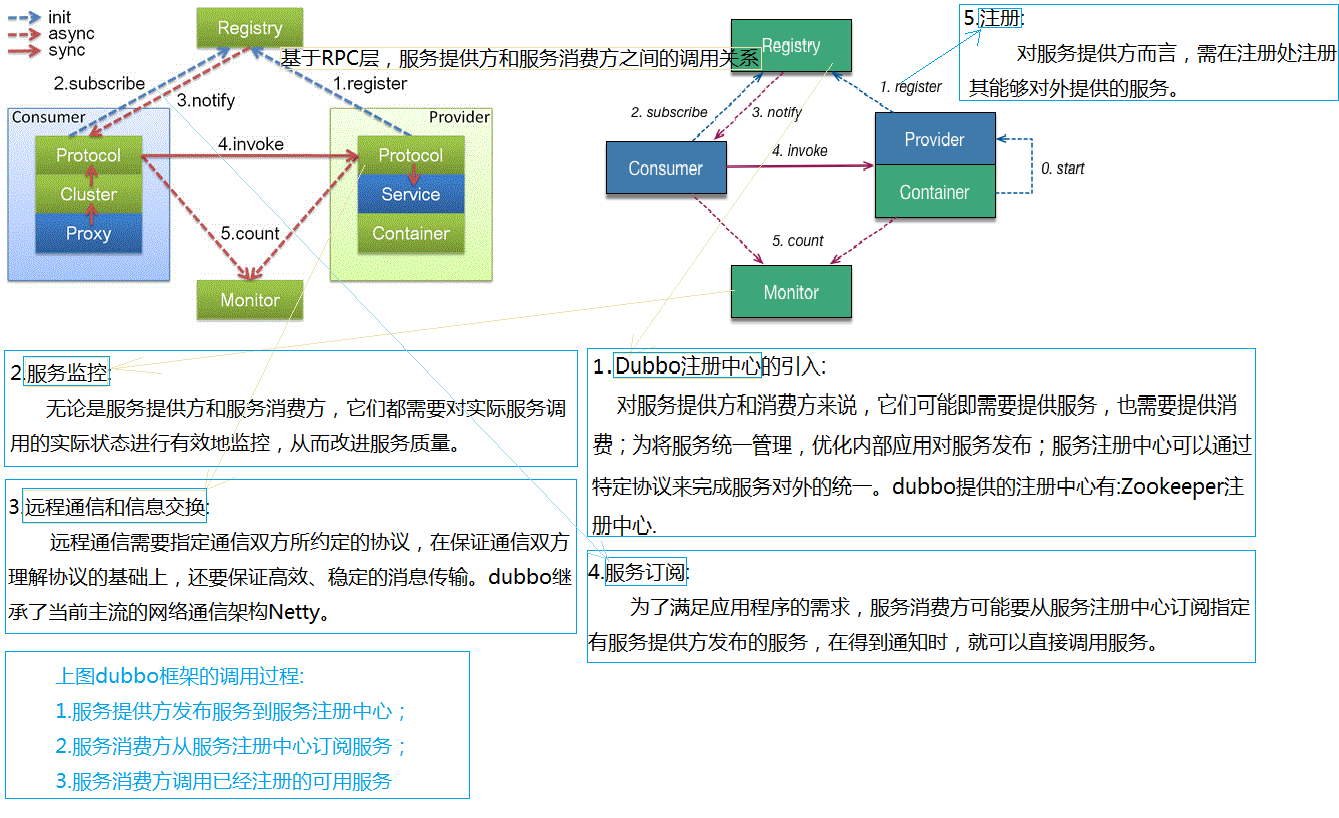 init
async
sync
Registry
基于RPC层，服务提供方和服务消费方之间的调用关系
2.subscribe
3.notify
1.register
Consumer
Provider
Protocol
4.invoke
Protocol
Cluster
Service
Proxy
5.count
Container
Monitor
Registry
1. register
2. subscribe
3. notify
Provider
4. invoke
Consumer
0. start
Container
5. count
Monitor
5.注册:
对服务提供方而言，需在注册处注册
其能够对外提供的服务。
2.服务监控:
无论是服务提供方和服务消费方，它们都需要对实际服务调
用的实际状态进行有效地监控，从而改进服务质量。
1.Dubbo注册中心的引入:
对服务提供方和消费方来说，它们可能即需要提供服务，也需要提供消
费；为将服务统一管理，优化内部应用对服务发布；服务注册中心可以通过
特定协议来完成服务对外的统一。dubbo提供的注册中心有:Zookeeper注
册中心.
3.远程通信和信息交换:
远程通信需要指定通信双方所约定的协议，在保证通信双方
理解协议的基础上，还要保证高效、稳定的消息传输。dubbo继
承了当前主流的网络通信架构Netty。
4.服务订阅:
为了满足应用程序的需求，服务消费方可能要从服务注册中心订阅指定
有服务提供方发布的服务，在得到通知时，就可以直接调用服务。
上图dubbo框架的调用过程:
1.服务提供方发布服务到服务注册中心；
2.服务消费方从服务注册中心订阅服务；
3.服务消费方调用已经注册的可用服务